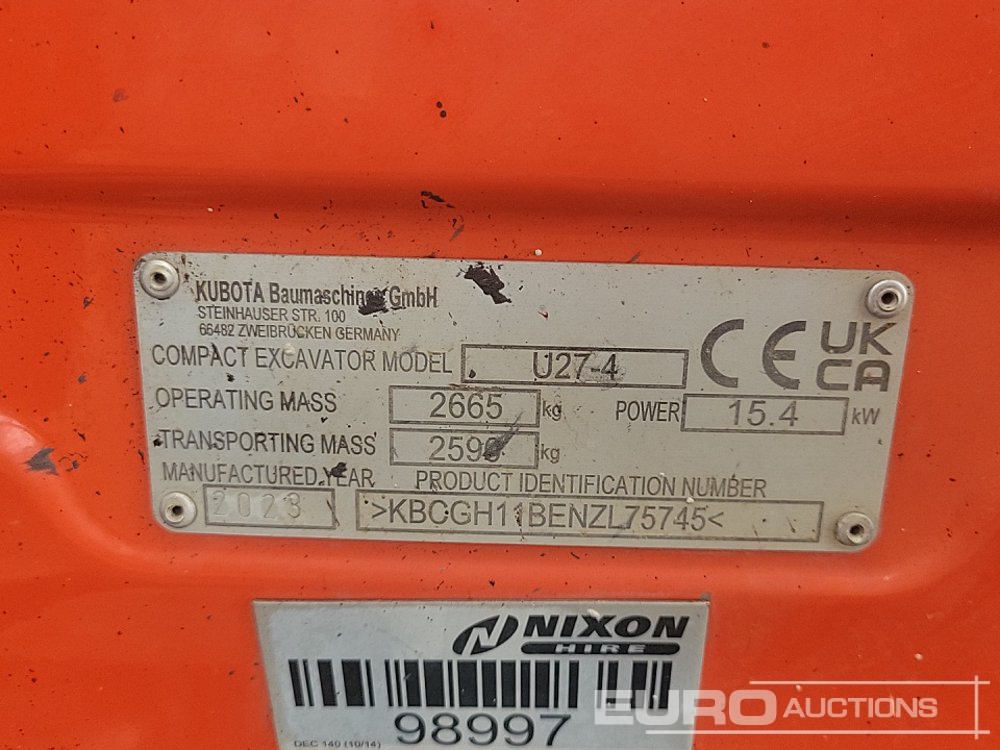 KUBOTA Baumaschinen GmbH
STEINHAUSER STR. 100
66482 ZWEIBRÜCKEN GERMANY
COMPACT EXCAVATOR MODEL U27-4
CE UK CA
OPERATING MASS 2665 kg POWER 15.4 kW
TRANSPORTING MASS kg
MANUFACTURED YEAR PRODUCT IDENTIFICATION NUMBER
2023 >KBCGH11BENZL75745<
NIXON
HIRE
98997
DEC 140 (10/14)
EURO AUCTIONS